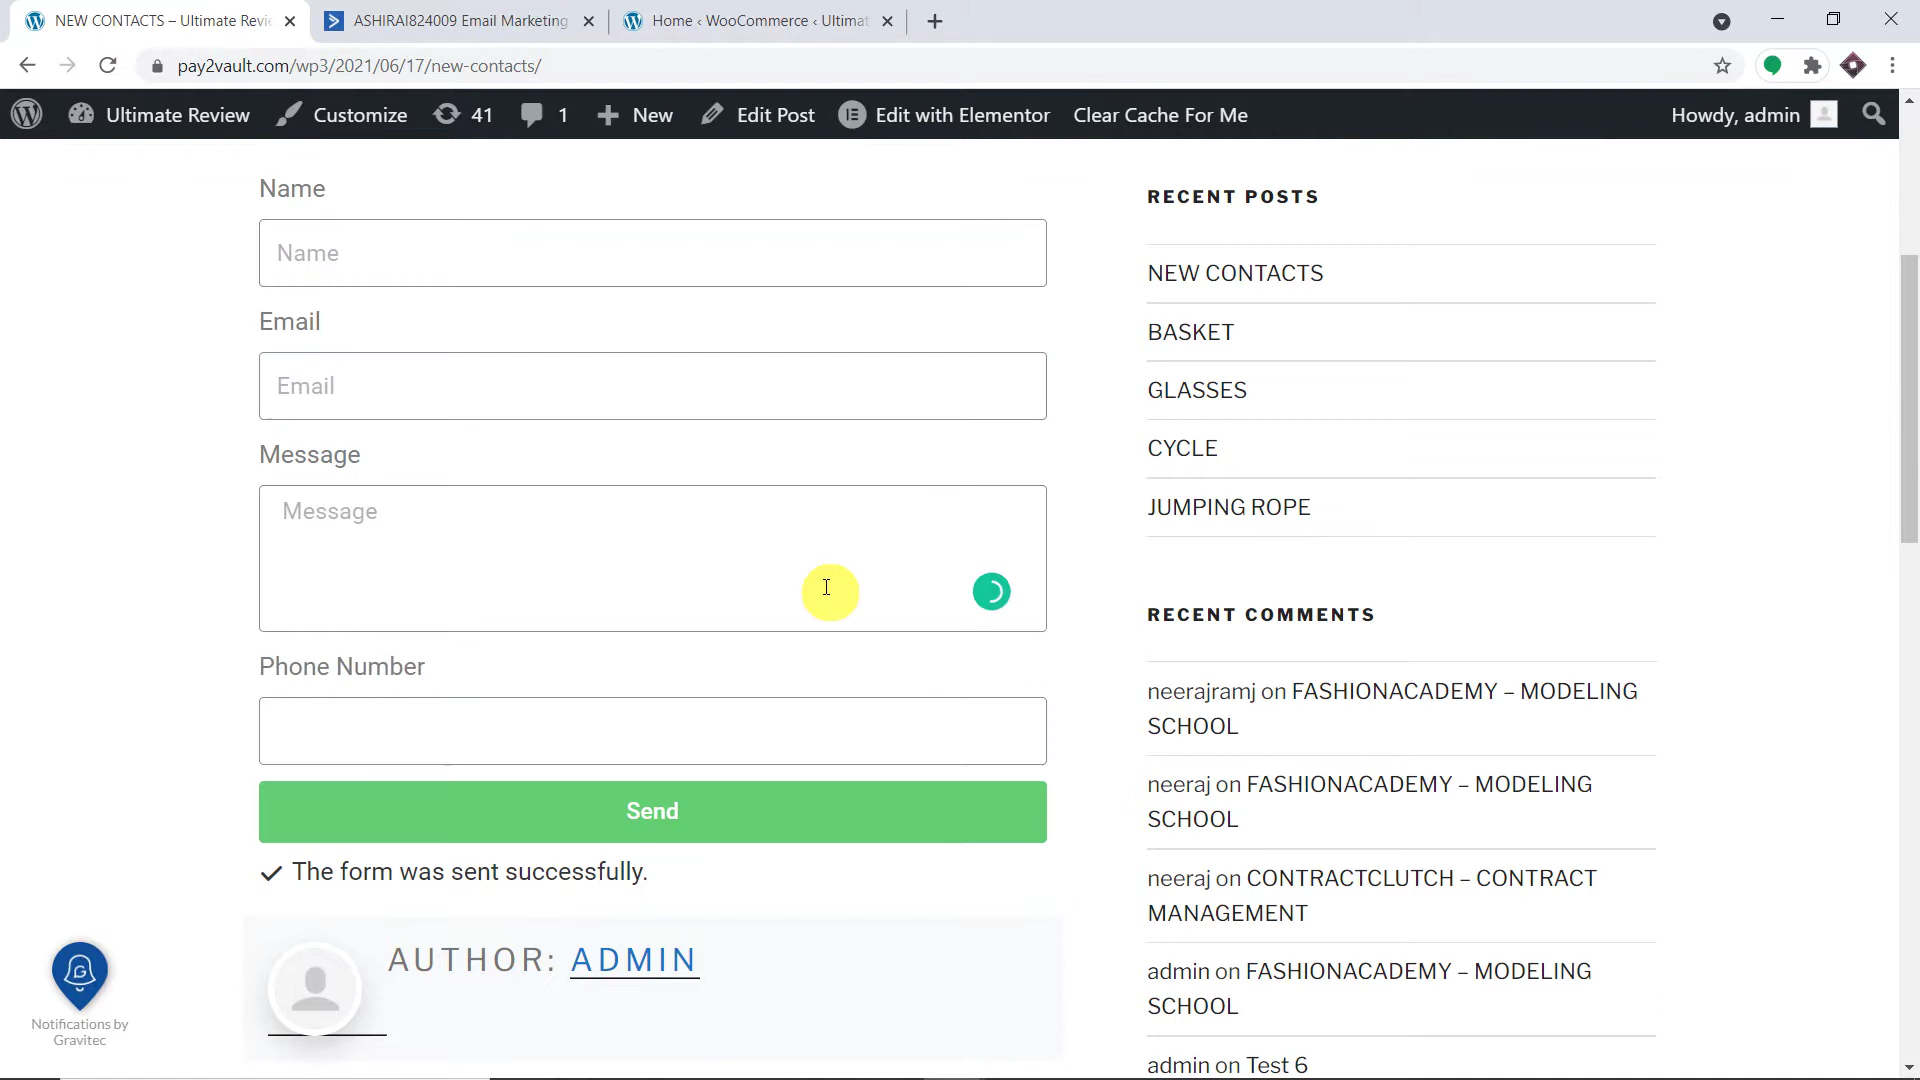 NEW CONTACTS – Ultimate Revie
ASHIRAI824009 Email Marketing
Home ‹ WooCommerce ‹ Ultimat
pay2vault.com/wp3/2021/06/17/new-contacts/
Ultimate Review
Customize
41
1
New
Edit Post
Edit with Elementor
Clear Cache For Me
Howdy, admin
Name
Name
Email
Email
Message
Message
Phone Number
Send
The form was sent successfully.
AUTHOR: ADMIN
Notifications by
Gravitec
RECENT POSTS
NEW CONTACTS
BASKET
GLASSES
CYCLE
JUMPING ROPE
RECENT COMMENTS
neerajramj on FASHIONACADEMY – MODELING
SCHOOL
neeraj on FASHIONACADEMY – MODELING
SCHOOL
neeraj on CONTRACTCLUTCH – CONTRACT
MANAGEMENT
admin on FASHIONACADEMY – MODELING
SCHOOL
admin on Test 6